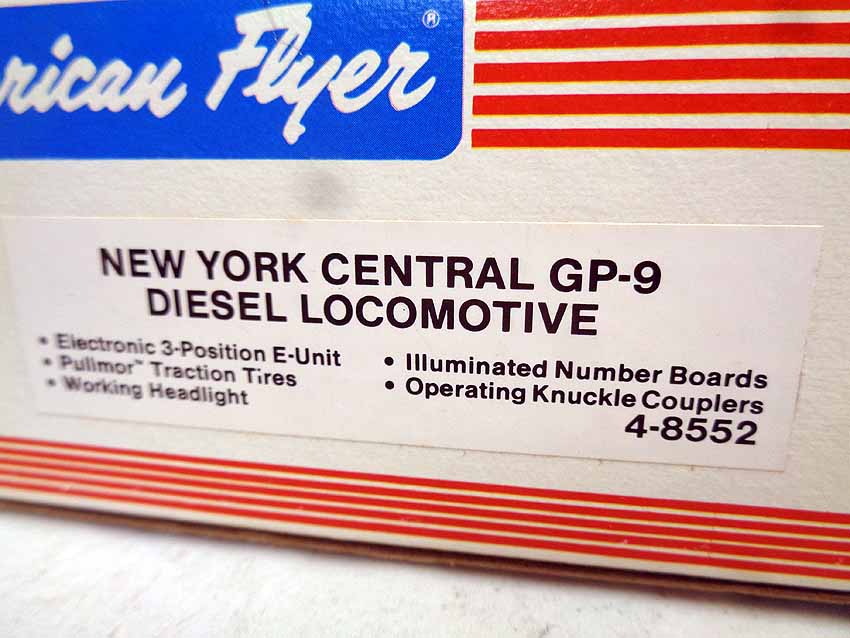 rican Flyer ®
NEW YORK CENTRAL GP-9
DIESEL LOCOMOTIVE
• Electronic 3-Position E-Unit
• Pullmor™ Traction Tires
• Working Headlight
• Illuminated Number Boards
• Operating Knuckle Couplers
4-8552